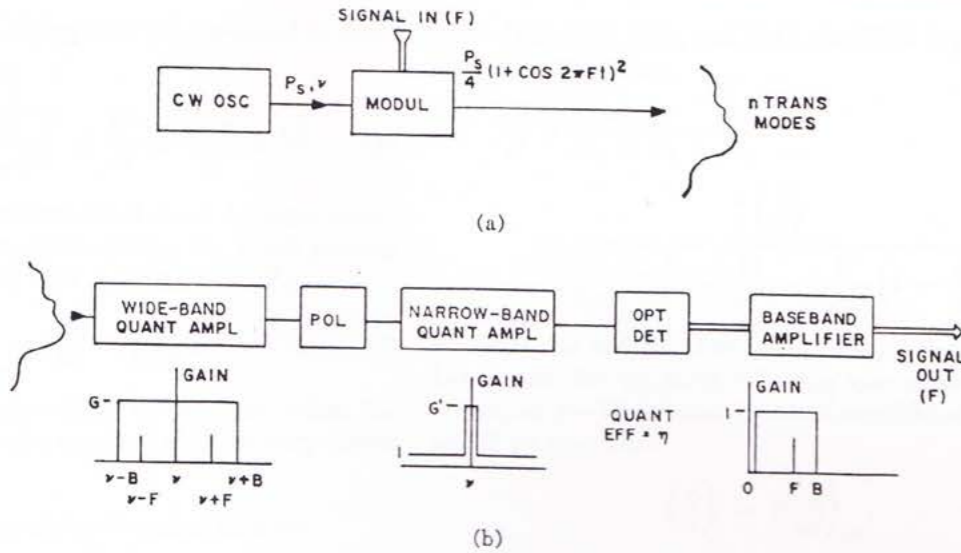 SIGNAL IN (F)
CW OSC
P_S, ν
MODUL
P_S/4 (1 + COS 2πFt)²
n TRANS
MODES
(a)
WIDE-BAND
QUANT AMPL
POL
NARROW-BAND
QUANT AMPL
OPT
DET
BASEBAND
AMPLIFIER
SIGNAL
OUT
(F)
GAIN
G
ν-B
ν-F
ν
ν+F
ν+B
GAIN
G'
1
ν
QUANT
EFF = η
GAIN
1
0
F
B
(b)